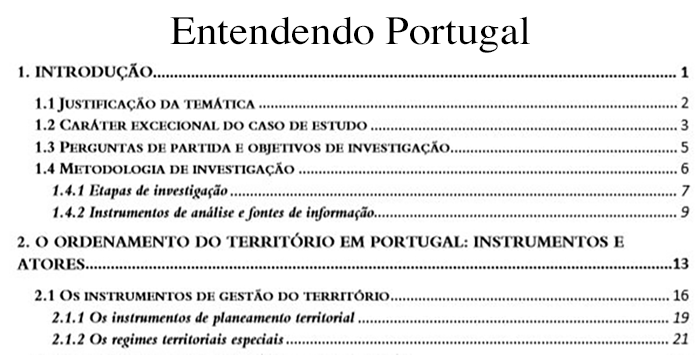 Entendendo Portugal
1. INTRODUÇÃO........ 1
1.1 JUSTIFICAÇÃO DA TEMÁTICA ........ 2
1.2 CARÁTER EXCECIONAL DO CASO DE ESTUDO ........ 3
1.3 PERGUNTAS DE PARTIDA E OBJETIVOS DE INVESTIGAÇÃO........ 5
1.4 METODOLOGIA DE INVESTIGAÇÃO ........ 6
1.4.1 Etapas de investigação ........ 7
1.4.2 Instrumentos de análise e fontes de informação........ 9
2. O ORDENAMENTO DO TERRITÓRIO EM PORTUGAL: INSTRUMENTOS E
ATORES........13
2.1 OS INSTRUMENTOS DE GESTÃO DO TERRITÓRIO........ 16
2.1.1 Os instrumentos de planeamento territorial ........ 19
2.1.2 Os regimes territoriais especiais........ 21